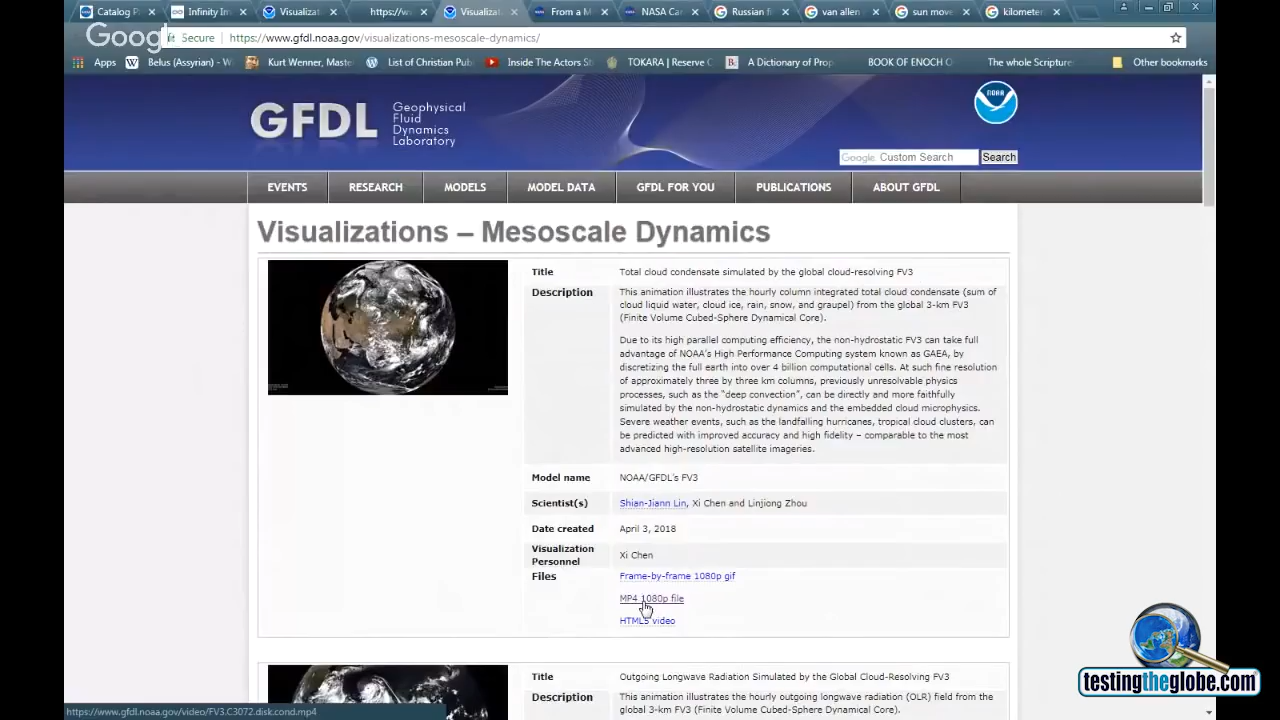 Catalog P
Infinity In
Visualizat
https://w
Visualizat
From a M
NASA Ca
Russian fi
van allen
sun move
kilometer
Google
Secure
https://www.gfdl.noaa.gov/visualizations-mesoscale-dynamics/
Apps
Belus (Assyrian) - W
Kurt Wenner, Maste
List of Christian Pub
Inside The Actors St
TOKARA | Reserve C
A Dictionary of Prop
BOOK OF ENOCH
The whole Scripture
Other bookmarks
GFDL
Geophysical
Fluid
Dynamics
Laboratory
NOAA
Google Custom Search
Search
EVENTS
RESEARCH
MODELS
MODEL DATA
GFDL FOR YOU
PUBLICATIONS
ABOUT GFDL
Visualizations – Mesoscale Dynamics
Title
Total cloud condensate simulated by the global cloud-resolving FV3
Description
This animation illustrates the hourly column integrated total cloud condensate (sum of
cloud liquid water, cloud ice, rain, snow, and graupel) from the global 3-km FV3
(Finite Volume Cubed-Sphere Dynamical Core).
Due to its high parallel computing efficiency, the non-hydrostatic FV3 can take full
advantage of NOAA's High Performance Computing system known as GAEA, by
discretizing the full earth into over 4 billion computational cells. At such fine resolution
of approximately three by three km columns, previously unresolvable physics
processes, such as the "deep convection", can be directly and more faithfully
simulated by the non-hydrostatic dynamics and the embedded cloud microphysics.
Severe weather events, such as the landfalling hurricanes, tropical cloud clusters, can
be predicted with improved accuracy and high fidelity – comparable to the most
advanced high-resolution satellite imageries.
Model name
NOAA/GFDL's FV3
Scientist(s)
Shian-Jiann Lin, Xi Chen and Linjiong Zhou
Date created
April 3, 2018
Visualization
Personnel
Xi Chen
Files
Frame-by-frame 1080p gif
MP4 1080p file
HTML5 video
Title
Outgoing Longwave Radiation Simulated by the Global Cloud-Resolving FV3
Description
This animation illustrates the hourly outgoing longwave radiation (OLR) field from the
global 3-km FV3 (Finite Volume Cubed-Sphere Dynamical Core).
https://www.gfdl.noaa.gov/video/FV3.C3072.disk.cond.mp4
testingtheglobe.com